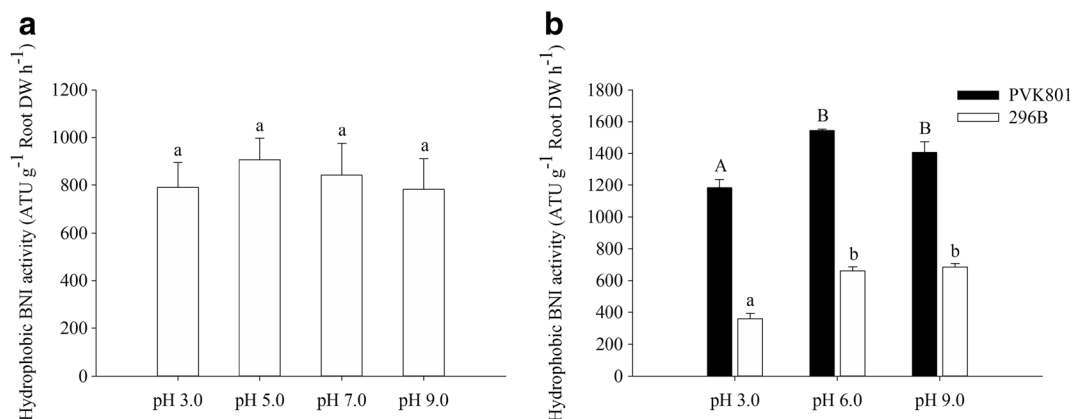 a
Hydrophobic BNI activity (ATU g-1 Root DW h-1)
1200
1000
800
600
400
200
0
a
a
a
a
pH 3.0 pH 5.0 pH 7.0 pH 9.0
b
Hydrophobic BNI activity (ATU g-1 Root DW h-1)
1800
1600
1400
1200
1000
800
600
400
200
0
PVK801
296B
A
a
B
b
B
b
pH 3.0 pH 6.0 pH 9.0